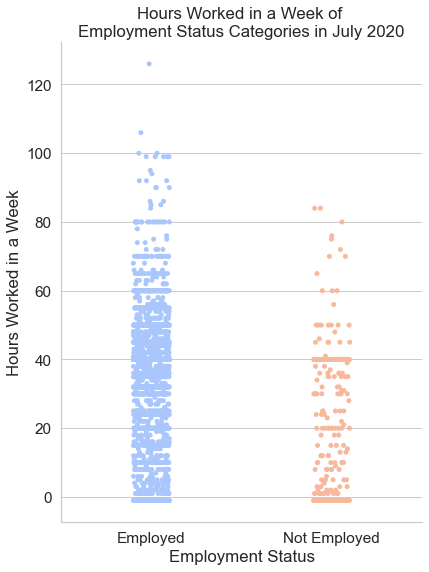 Hours Worked in a Week of
Employment Status Categories in July 2020
Hours Worked in a Week
120
100
80
60
40
20
0
Employed
Not Employed
Employment Status